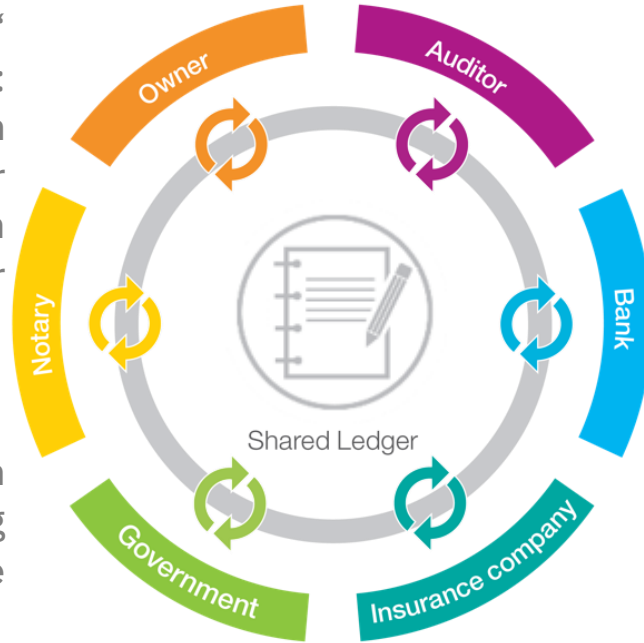 Owner
Auditor
Notary
Bank
Shared Ledger
Government
Insurance company